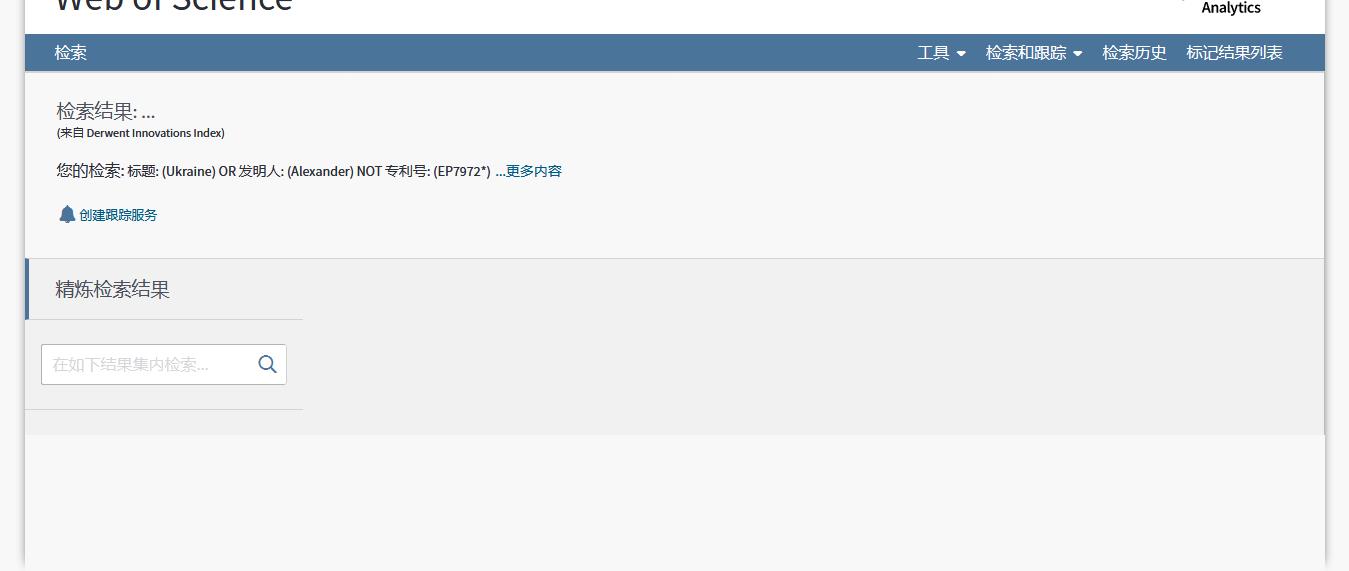 Web of Science
Analytics
检索 工具 检索和跟踪 检索历史 标记结果列表
检索结果: ...
(来自 Derwent Innovations Index)
您的检索: 标题: (Ukraine) OR 发明人: (Alexander) NOT 专利号: (EP7972*) ...更多内容
创建跟踪服务
精炼检索结果
在如下结果集内检索...